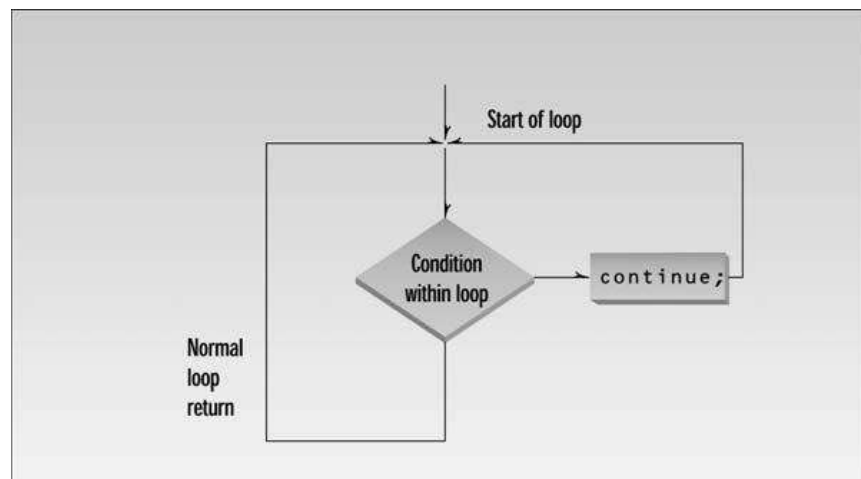 Start of loop
Condition
within loop
continue;
Normal
loop
return